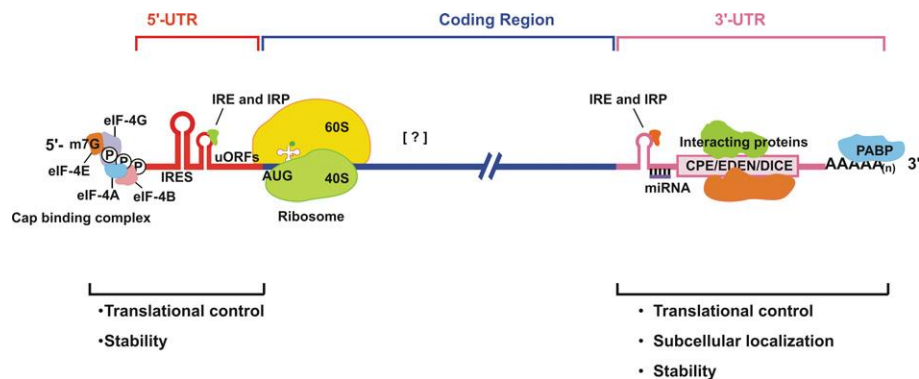 5'-UTR
Coding Region
3'-UTR
IRE and IRP
IRE and IRP
eIF-4G
60S
[ ? ]
Interacting proteins
PABP
5'- m7G
P P P
uORFs
AAAAA(n) 3'
eIF-4E
IRES
AUG
40S
CPE/EDEN/DICE
miRNA
eIF-4A
eIF-4B
Cap binding complex
Ribosome
•Translational control
•Stability
• Translational control
• Subcellular localization
• Stability